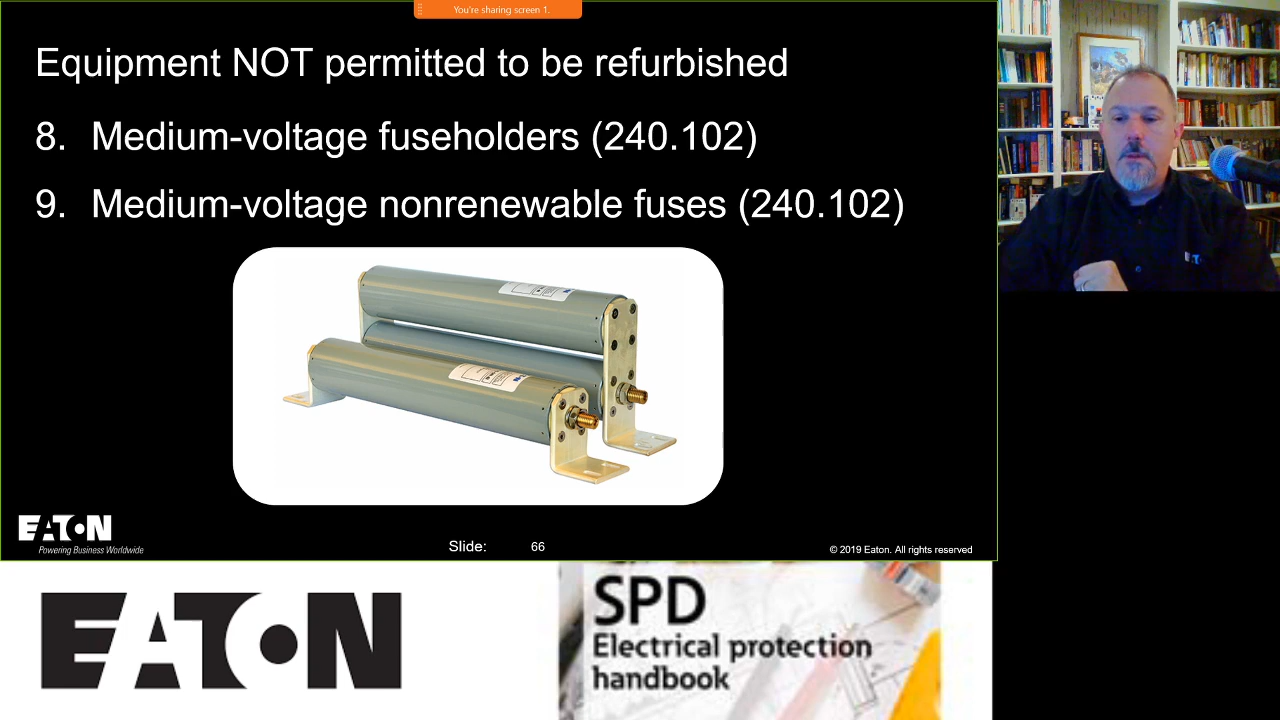 You're sharing screen 1.
Equipment NOT permitted to be refurbished
8. Medium-voltage fuseholders (240.102)
9. Medium-voltage nonrenewable fuses (240.102)
EATON
Powering Business Worldwide
Slide: 66
© 2019 Eaton. All rights reserved
EATON
SPD
Electrical protection
handbook